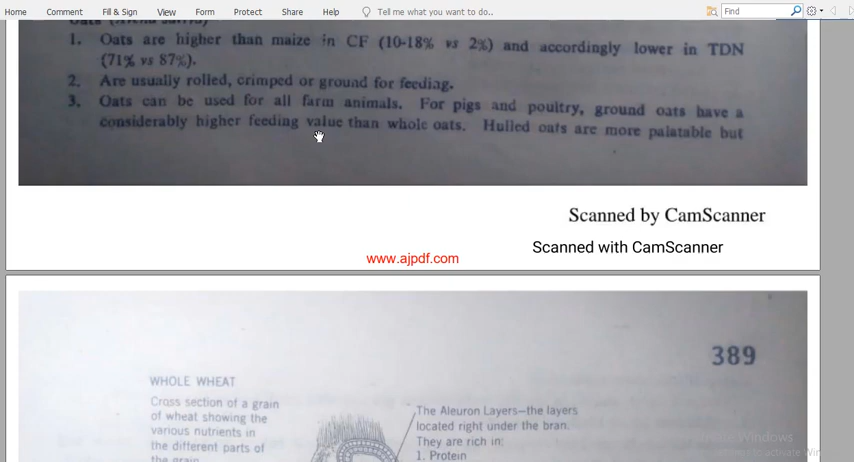 Home Comment Fill & Sign View Form Protect Share Help Tell me what you want to do.. Find
Oats (Avena sativa)
1. Oats are higher than maize in CF (10-18% vs 2%) and accordingly lower in TDN
(71% vs 87%).
2. Are usually rolled, crimped or ground for feeding.
3. Oats can be used for all farm animals. For pigs and poultry, ground oats have a
considerably higher feeding value than whole oats. Hulled oats are more palatable but
Scanned by CamScanner
Scanned with CamScanner
www.ajpdf.com
389
WHOLE WHEAT
Cross section of a grain
of wheat showing the
various nutrients in
the different parts of
the grain
The Aleuron Layers—the layers
located right under the bran.
They are rich in:
1. Protein
Activate Windows
to activate Win